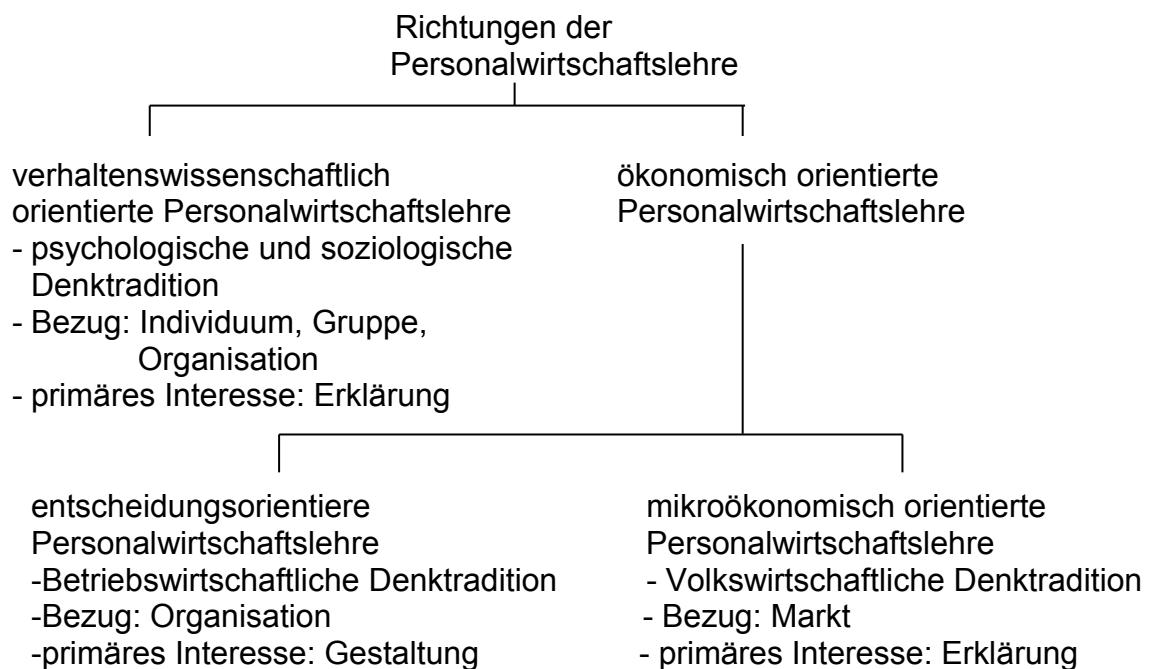 Richtungen der
Personalwirtschaftslehre
verhaltenswissenschaftlich
orientierte Personalwirtschaftslehre
- psychologische und soziologische
Denktradition
- Bezug: Individuum, Gruppe,
Organisation
- primäres Interesse: Erklärung
ökonomisch orientierte
Personalwirtschaftslehre
entscheidungsorientiere
Personalwirtschaftslehre
-Betriebswirtschaftliche Denktradition
-Bezug: Organisation
-primäres Interesse: Gestaltung
mikroökonomisch orientierte
Personalwirtschaftslehre
- Volkswirtschaftliche Denktradition
- Bezug: Markt
- primäres Interesse: Erklärung